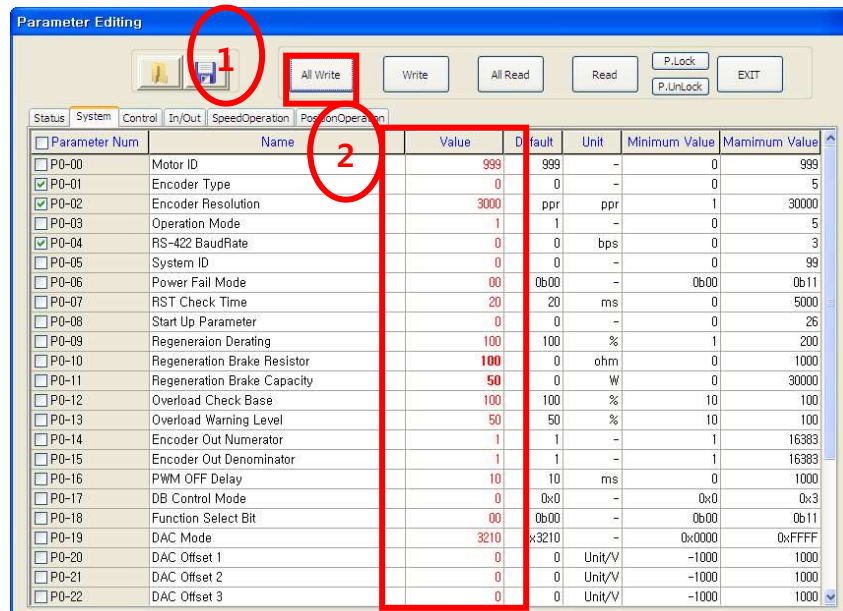 Parameter Editing
1
All Write Write All Read Read P.Lock P.UnLock EXIT
Status System Control In/Out SpeedOperation PositionOperation
2
Parameter Num Name Value Default Unit Minimum Value Mamimum Value
P0-00 Motor ID 999 999 - 0 999
P0-01 Encoder Type 0 0 - 0 5
P0-02 Encoder Resolution 3000 ppr ppr 1 30000
P0-03 Operation Mode 1 1 - 0 5
P0-04 RS-422 BaudRate 0 0 bps 0 3
P0-05 System ID 0 0 - 0 99
P0-06 Power Fail Mode 00 0b00 - 0b00 0b11
P0-07 RST Check Time 20 20 ms 0 5000
P0-08 Start Up Parameter 0 0 - 0 26
P0-09 Regeneraion Derating 100 100 % 1 200
P0-10 Regeneration Brake Resistor 100 0 ohm 0 1000
P0-11 Regeneration Brake Capacity 50 0 W 0 30000
P0-12 Overload Check Base 100 100 % 10 100
P0-13 Overload Warning Level 50 50 % 10 100
P0-14 Encoder Out Numerator 1 1 - 1 16383
P0-15 Encoder Out Denominator 1 1 - 1 16383
P0-16 PWM OFF Delay 10 10 ms 0 1000
P0-17 DB Control Mode 0 0x0 - 0x0 0x3
P0-18 Function Select Bit 00 0b00 - 0b00 0b11
P0-19 DAC Mode 3210 x3210 - 0x0000 0xFFFF
P0-20 DAC Offset 1 0 0 Unit/V -1000 1000
P0-21 DAC Offset 2 0 0 Unit/V -1000 1000
P0-22 DAC Offset 3 0 0 Unit/V -1000 1000